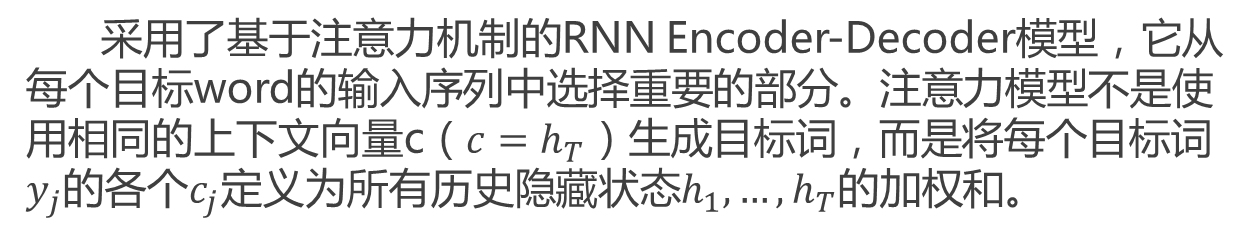 采用了基于注意力机制的RNN Encoder-Decoder模型，它从
每个目标word的输入序列中选择重要的部分。注意力模型不是使
用相同的上下文向量c（c = h_T）生成目标词，而是将每个目标词
y_j的各个c_j定义为所有历史隐藏状态h_1, … , h_T的加权和。